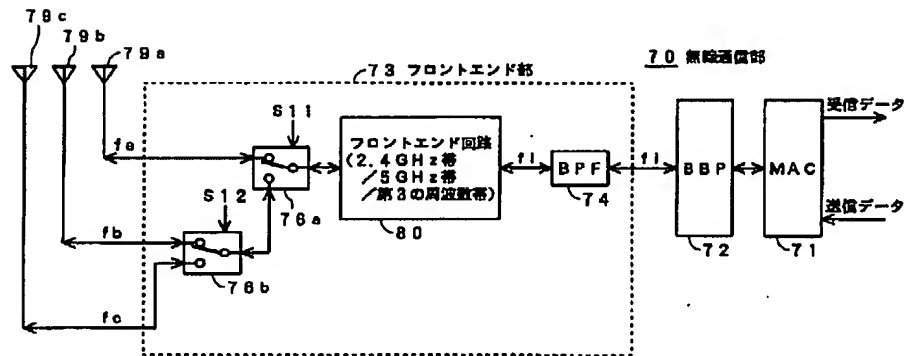 79c
79b
79a
73 フロントエンド部
70 無線通信部
S11
受信データ
fa
フロントエンド回路
(2.4GHz帯
/5GHz帯
/第3の周波数帯)
fi
BPF
fi
BBP
MAC
S12
76a
74
送信データ
fb
80
72
71
76b
fc